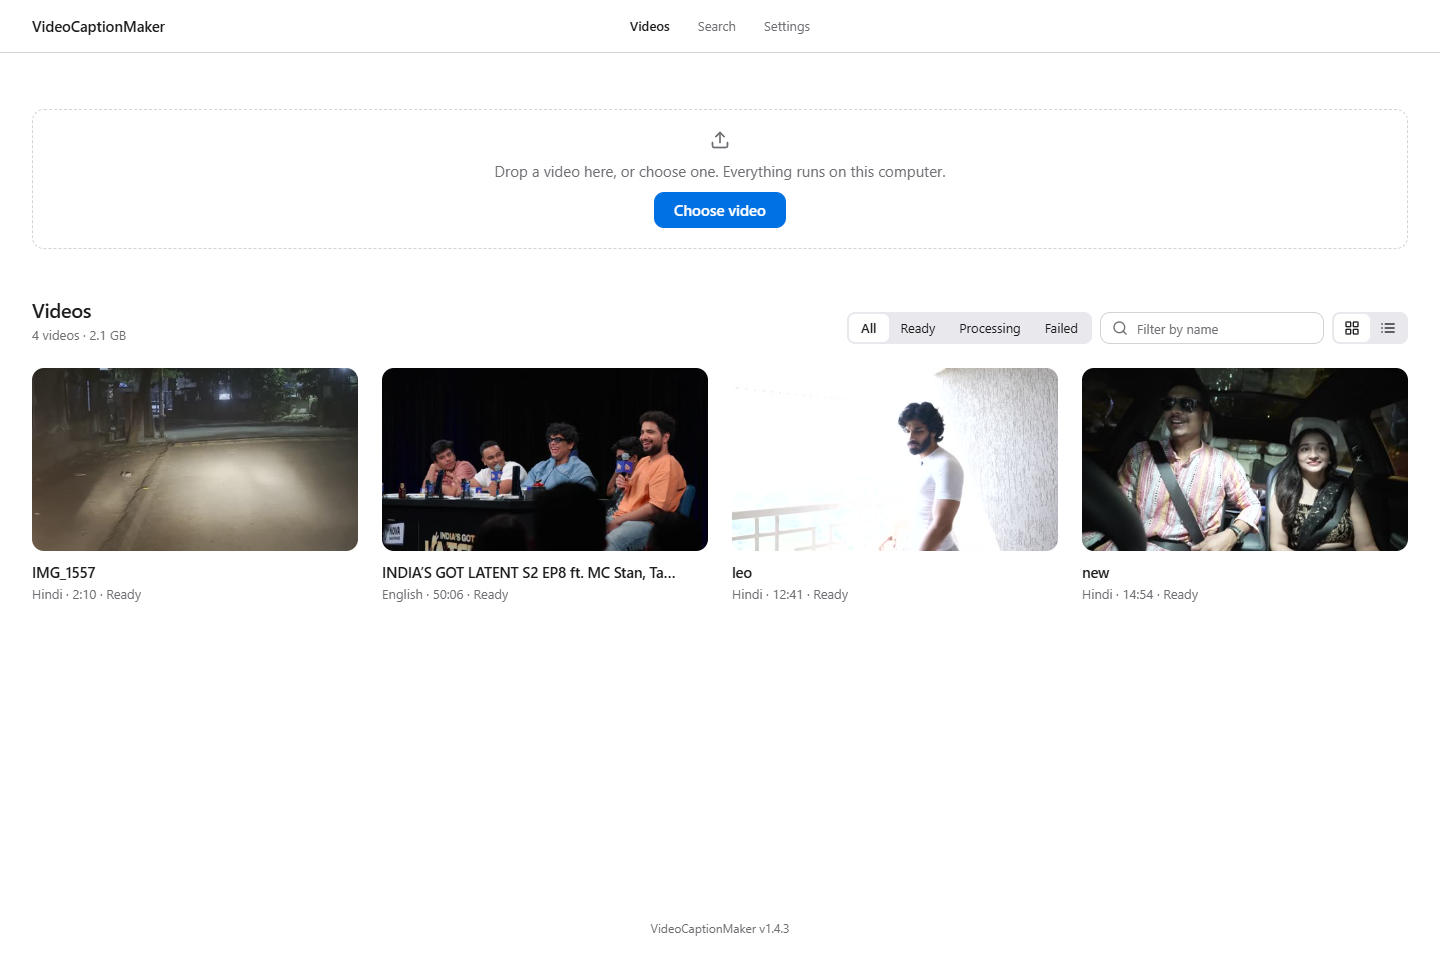 VideoCaptionMaker
Videos Search Settings
Drop a video here, or choose one. Everything runs on this computer.
Choose video
Videos
4 videos · 2.1 GB
All Ready Processing Failed
Filter by name
INDIA'S GOT
IMG_1557
Hindi · 2:10 · Ready
INDIA’S GOT LATENT S2 EP8 ft. MC Stan, Ta...
English · 50:06 · Ready
leo
Hindi · 12:41 · Ready
new
Hindi · 14:54 · Ready
VideoCaptionMaker v1.4.3